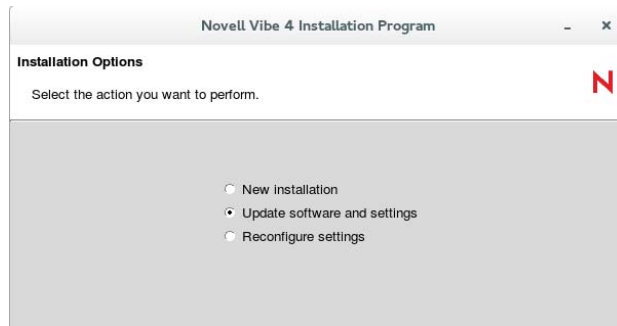 Novell Vibe 4 Installation Program
Installation Options
Select the action you want to perform.
N
New installation
Update software and settings
Reconfigure settings